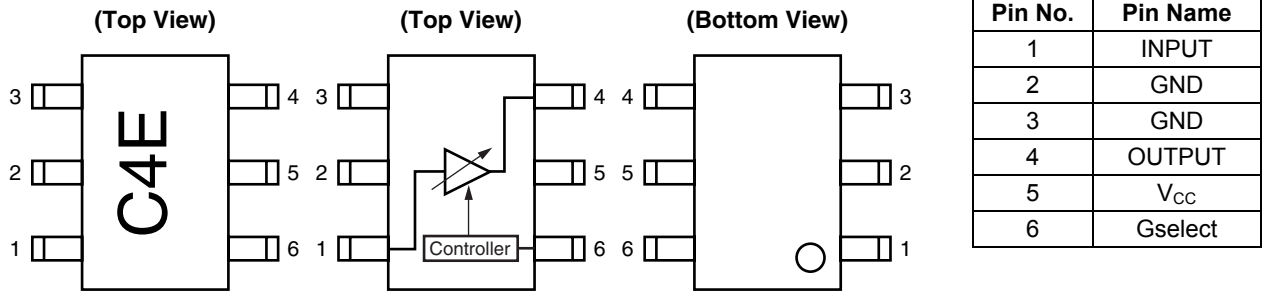 (Top View)
3 4
2 5
1 6
C4E
(Top View)
3 4
2 5
1 6
Controller
(Bottom View)
4 3
5 2
6 1
Pin No. Pin Name
1 INPUT
2 GND
3 GND
4 OUTPUT
5 VCC
6 Gselect